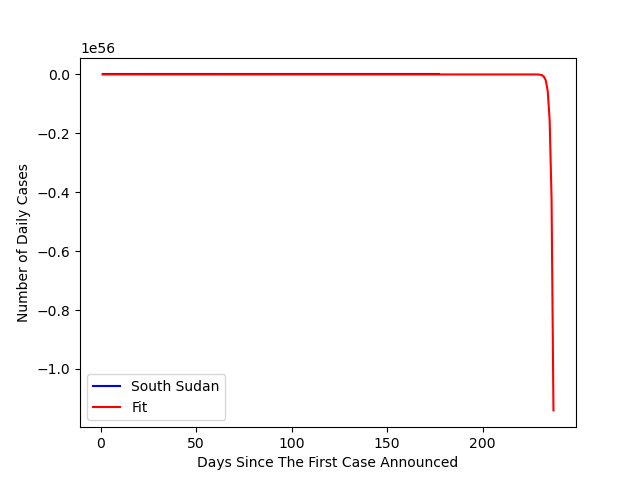 1e56
0.0
−0.2
−0.4
−0.6
−0.8
−1.0
Number of Daily Cases
South Sudan
Fit
0
50
100
150
200
Days Since The First Case Announced